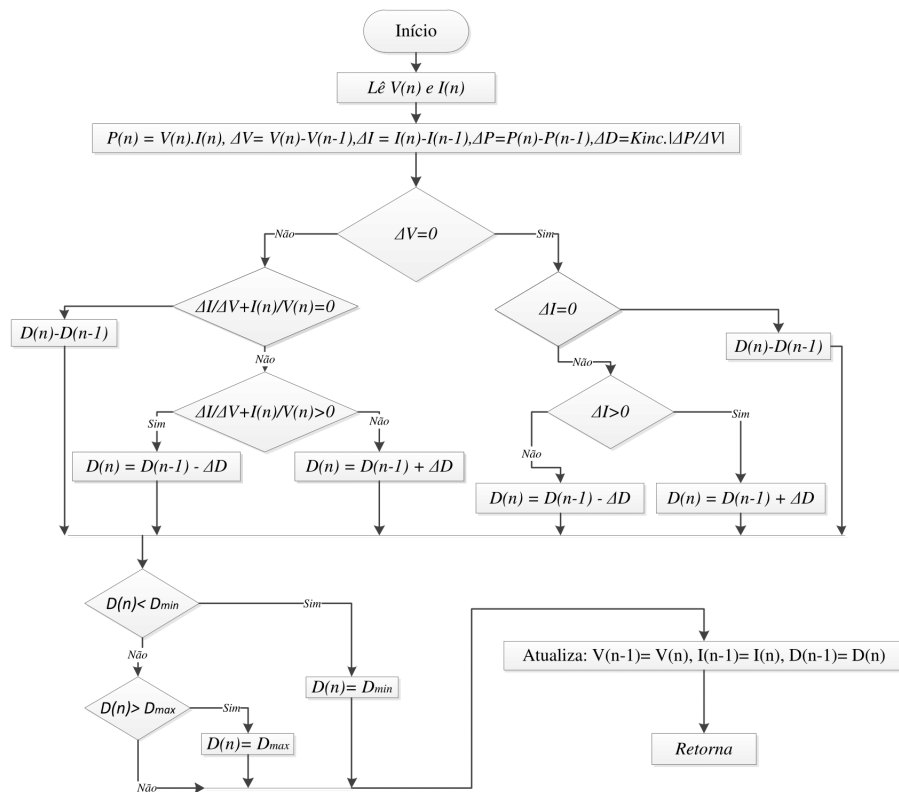 Início
Lê V(n) e I(n)
P(n) = V(n).I(n), ΔV= V(n)-V(n-1),ΔI = I(n)-I(n-1),ΔP=P(n)-P(n-1),ΔD=Kinc.|ΔP/ΔV|
ΔV=0
Não
Sim
ΔI/ΔV+I(n)/V(n)=0
ΔI=0
D(n)-D(n-1)
D(n)-D(n-1)
Não
Não
ΔI/ΔV+I(n)/V(n)>0
ΔI>0
Sim
Não
Sim
Não
D(n) = D(n-1) - ΔD
D(n) = D(n-1) + ΔD
D(n) = D(n-1) - ΔD
D(n) = D(n-1) + ΔD
D(n)< Dmin
Sim
Não
Atualiza: V(n-1)= V(n), I(n-1)= I(n), D(n-1)= D(n)
D(n)= Dmin
D(n)> Dmax
Sim
D(n)= Dmax
Retorna
Não